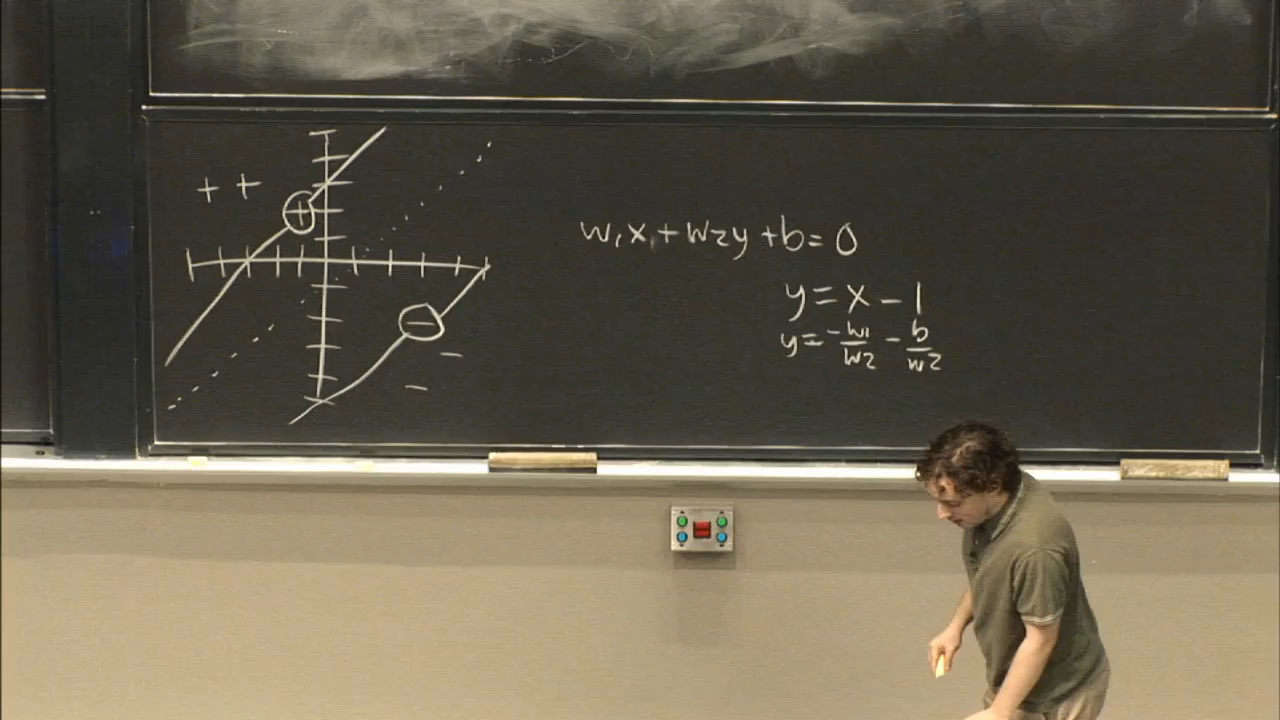 + +
+
−
−
−
w₁x + w₂y + b = 0
y = x − 1
y = -w₁/w₂ - b/w₂